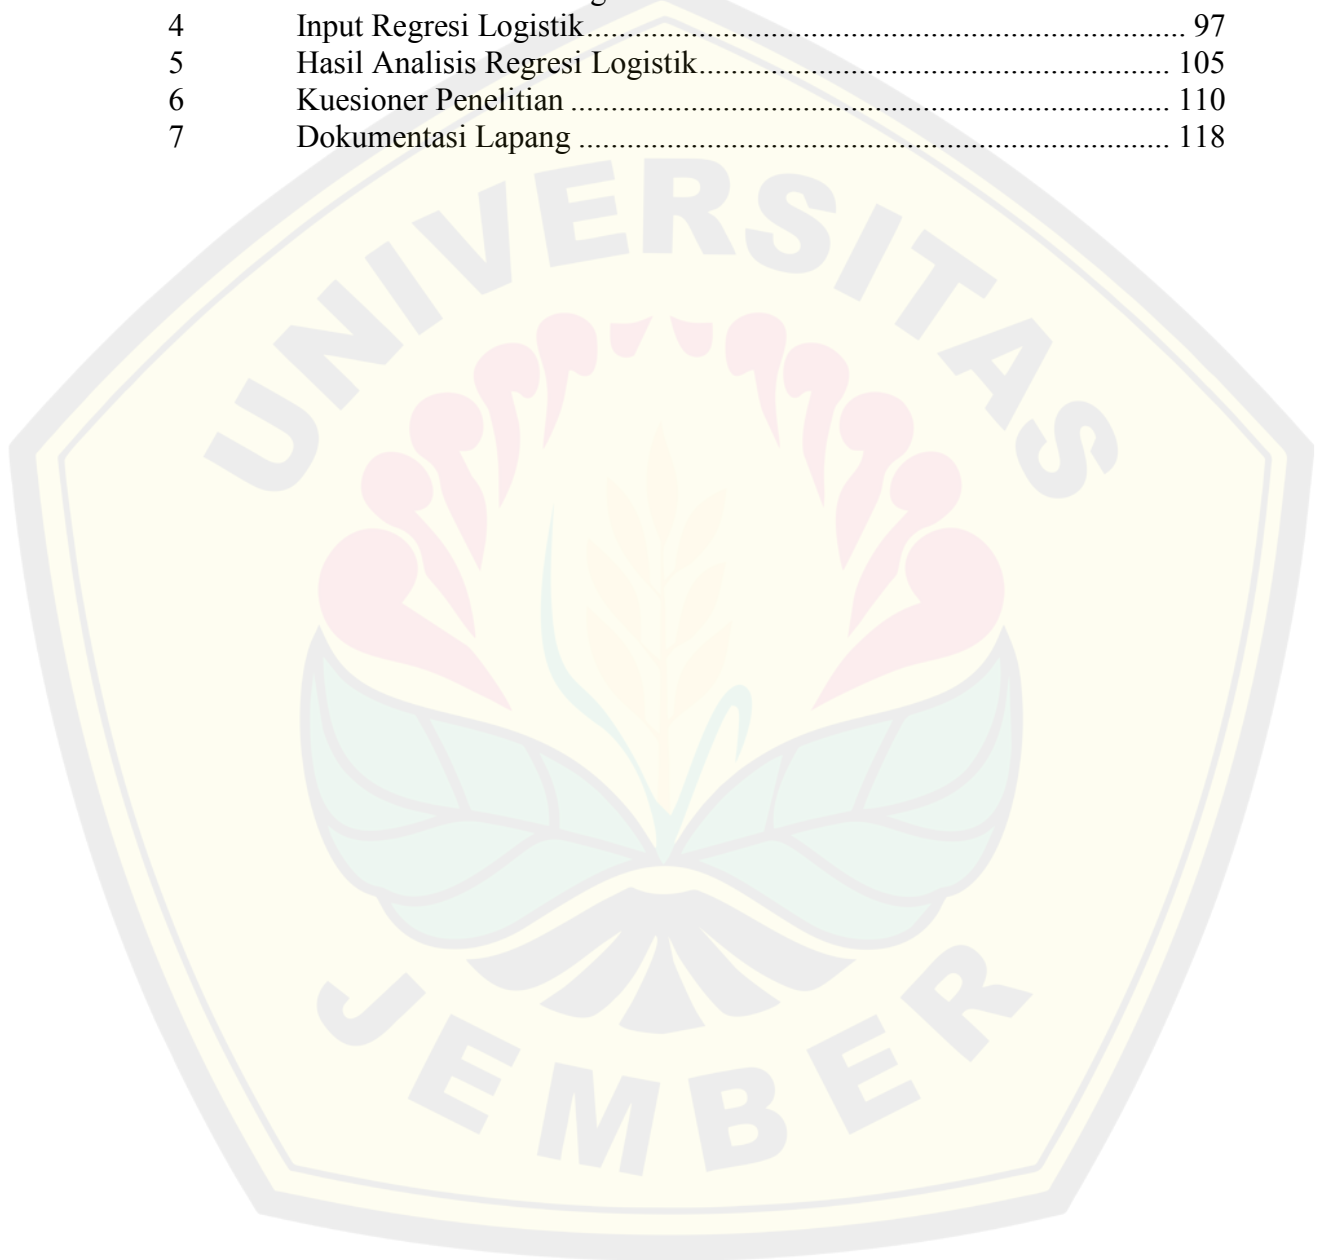 4 Input Regresi Logistik........................................................................... 97
5 Hasil Analisis Regresi Logistik........................................................... 105
6 Kuesioner Penelitian ........................................................................... 110
7 Dokumentasi Lapang .......................................................................... 118
UNIVERSITAS
JEMBER